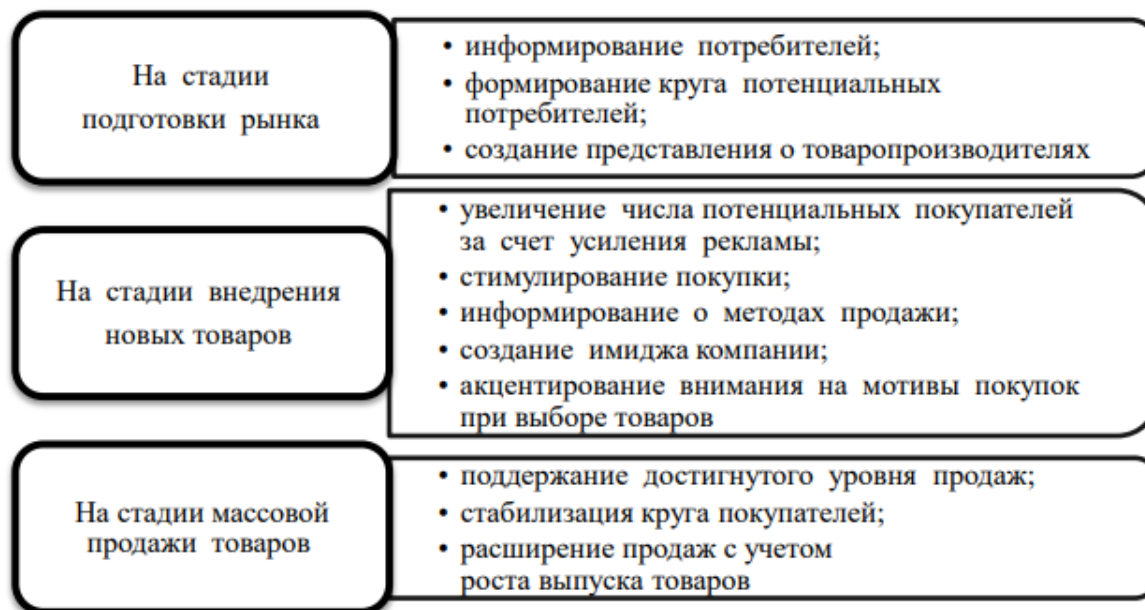 На стадии
подготовки рынка
• информирование потребителей;
• формирование круга потенциальных
потребителей;
• создание представления о товаропроизводителях
На стадии внедрения
новых товаров
• увеличение числа потенциальных покупателей
за счет усиления рекламы;
• стимулирование покупки;
• информирование о методах продажи;
• создание имиджа компании;
• акцентирование внимания на мотивы покупок
при выборе товаров
На стадии массовой
продажи товаров
• поддержание достигнутого уровня продаж;
• стабилизация круга покупателей;
• расширение продаж с учетом
роста выпуска товаров